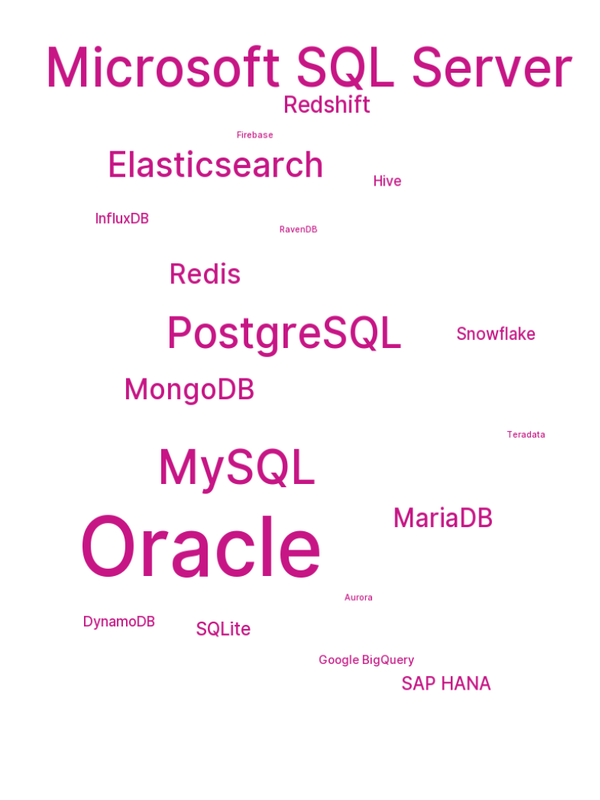 Microsoft SQL Server
Redshift
Firebase
Elasticsearch
Hive
InfluxDB
RavenDB
Redis
PostgreSQL
Snowflake
MongoDB
Teradata
MySQL
MariaDB
Oracle
Aurora
DynamoDB
SQLite
Google BigQuery
SAP HANA